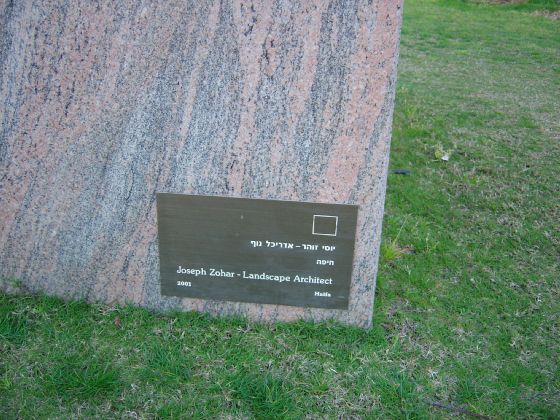 יוסי זוהר - אדריכל נוף
חיפה
Joseph Zohar - Landscape Architect
2001 Haifa